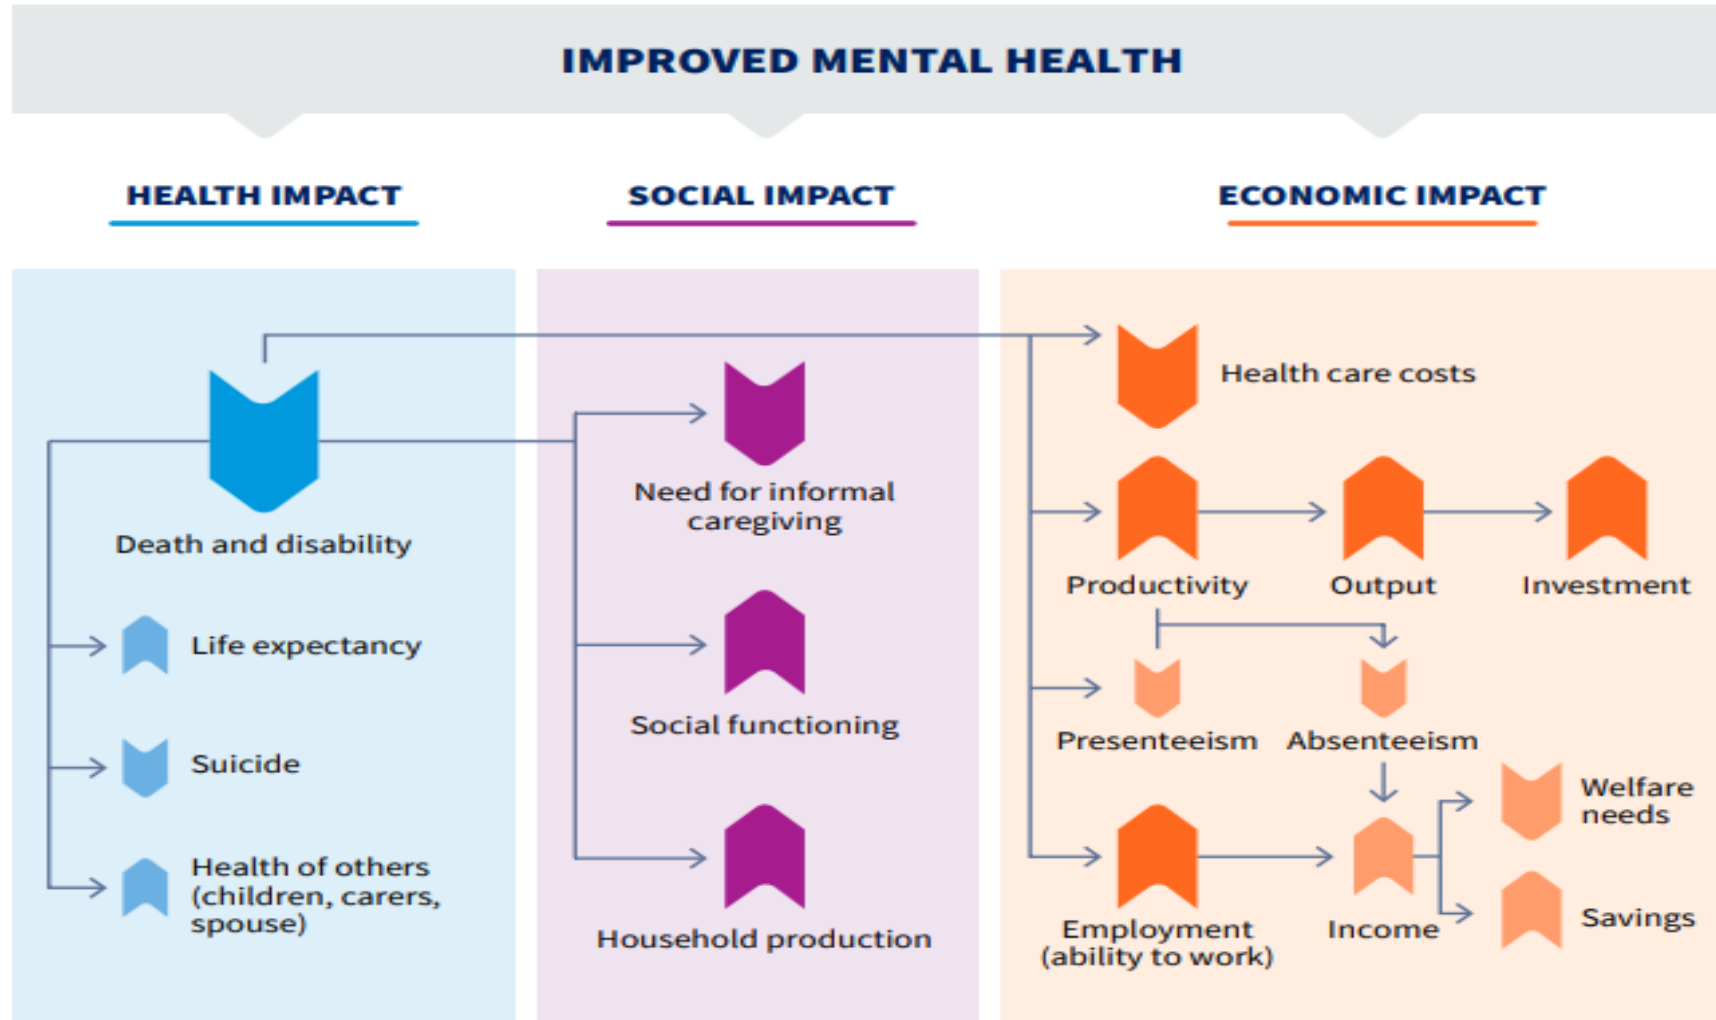 IMPROVED MENTAL HEALTH
HEALTH IMPACT
SOCIAL IMPACT
ECONOMIC IMPACT
Death and disability
Life expectancy
Suicide
Health of others
(children, carers,
spouse)
Need for informal
caregiving
Social functioning
Household production
Health care costs
Productivity
Output
Investment
Presenteeism
Absenteeism
Employment
(ability to work)
Income
Welfare
needs
Savings